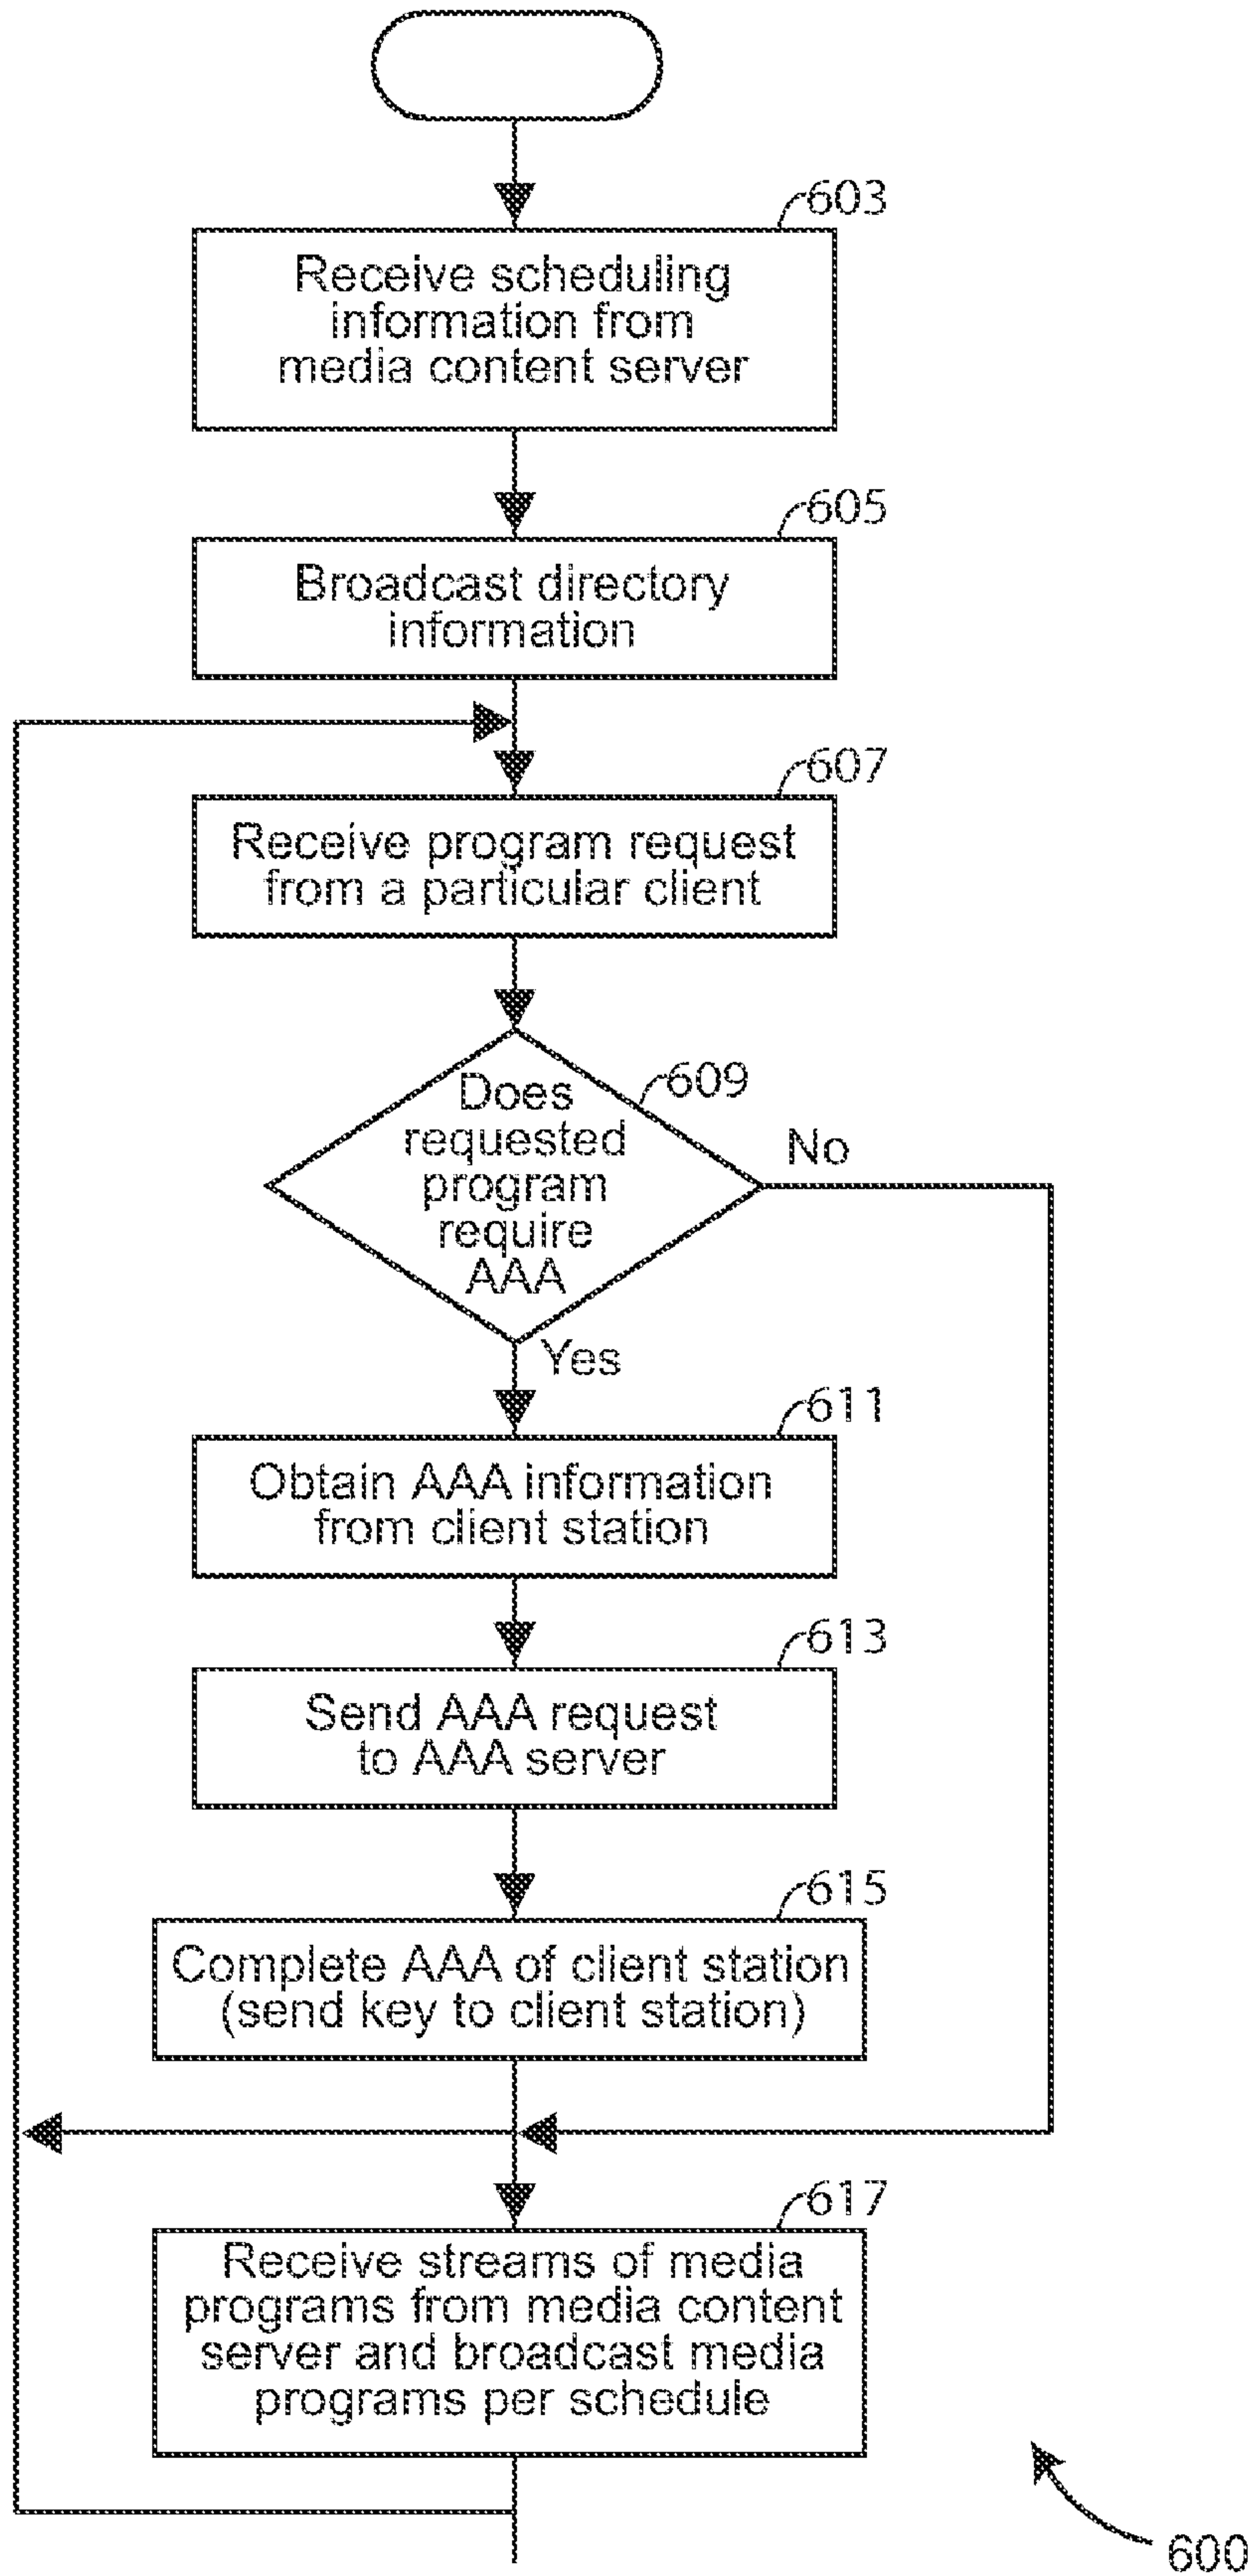 603
Receive scheduling
information from
media content server
605
Broadcast directory
information
607
Receive program request
from a particular client
609
Does
requested
program
require
AAA
No
Yes
611
Obtain AAA information
from client station
613
Send AAA request
to AAA server
615
Complete AAA of client station
(send key to client station)
617
Receive streams of media
programs from media content
server and broadcast media
programs per schedule
600